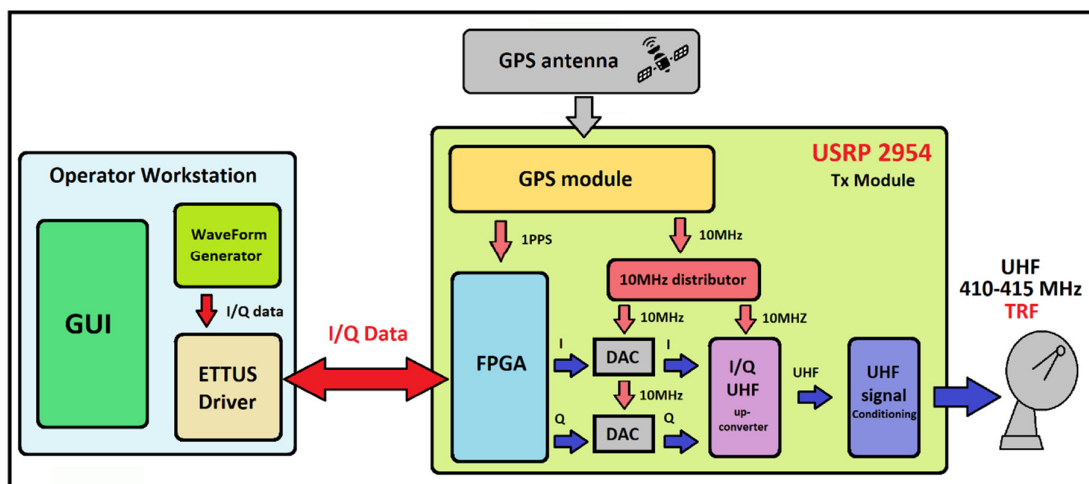 GPS antenna
USRP 2954
Tx Module
GPS module
Operator Workstation
GUI
WaveForm
Generator
I/Q data
ETTUS
Driver
I/Q Data
1PPS
10MHz
10MHz distributor
10MHz
10MHZ
FPGA
I
DAC
I
10MHz
Q
DAC
Q
I/Q
UHF
up-
converter
UHF
UHF
signal
Conditioning
UHF
410-415 MHz
TRF